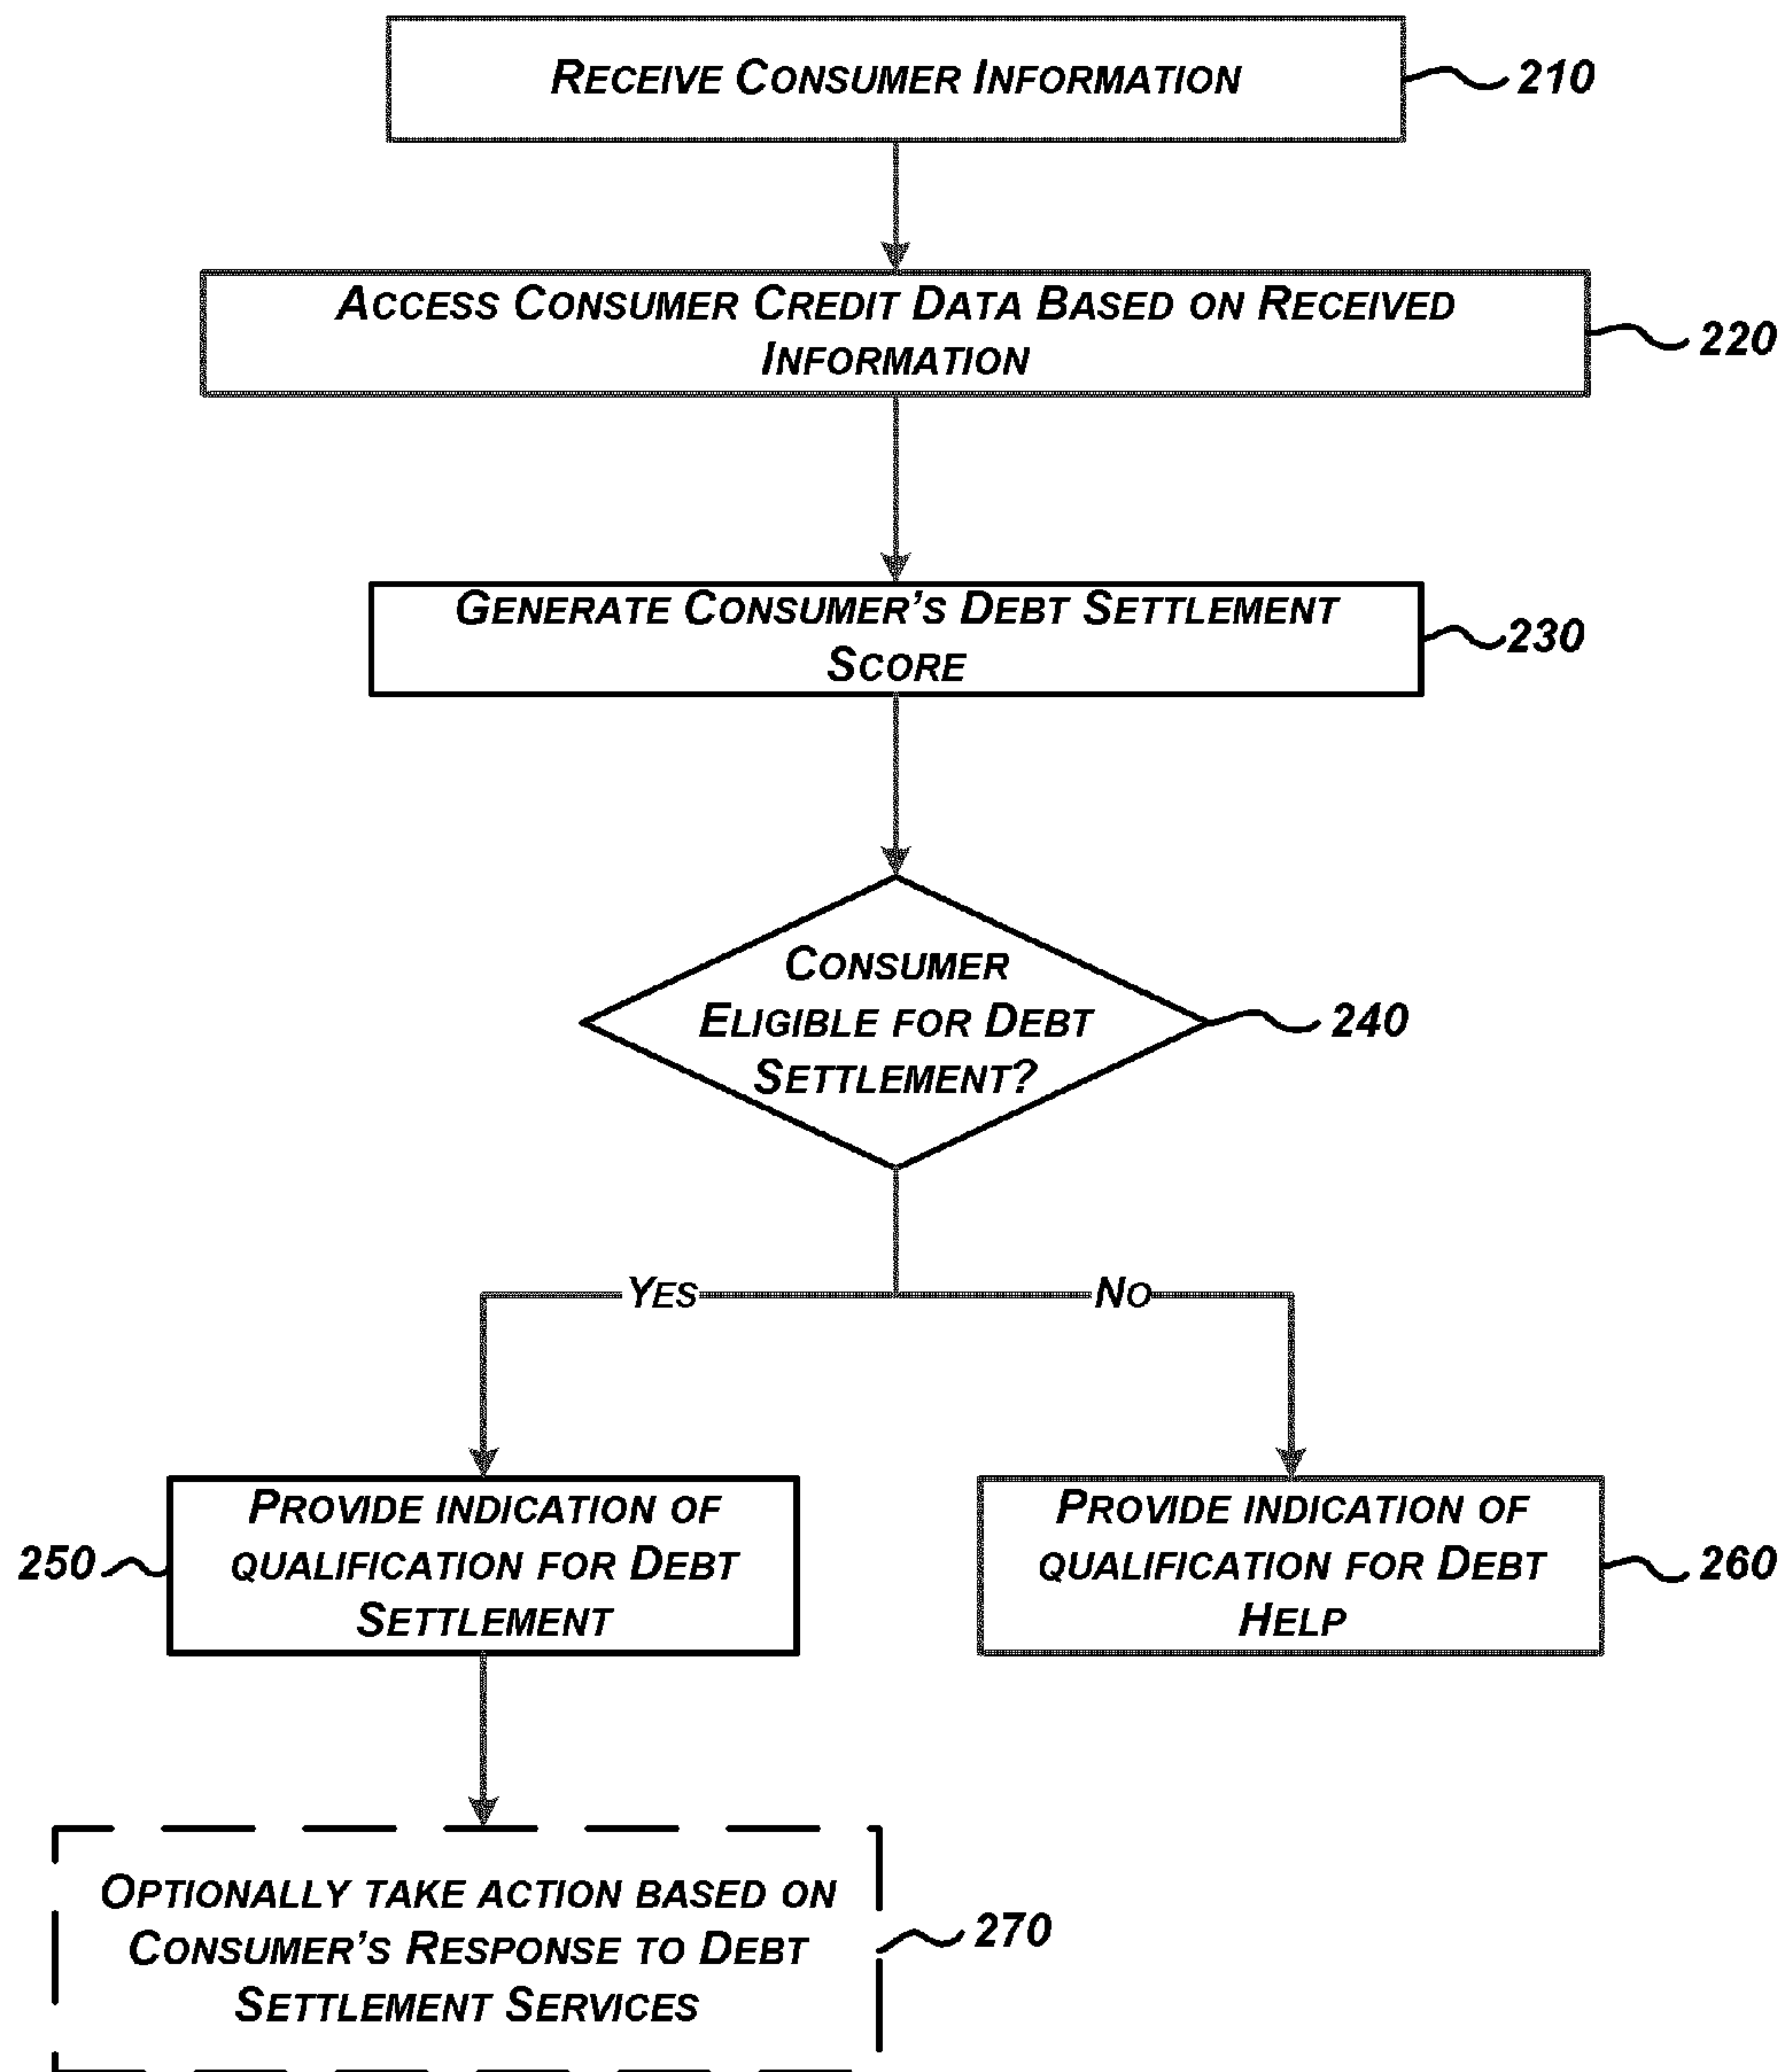 RECEIVE CONSUMER INFORMATION
210
ACCESS CONSUMER CREDIT DATA BASED ON RECEIVED
INFORMATION
220
GENERATE CONSUMER'S DEBT SETTLEMENT
SCORE
230
CONSUMER
ELIGIBLE FOR DEBT
SETTLEMENT?
240
YES
NO
250
PROVIDE INDICATION OF
QUALIFICATION FOR DEBT
SETTLEMENT
PROVIDE INDICATION OF
QUALIFICATION FOR DEBT
HELP
260
OPTIONALLY TAKE ACTION BASED ON
CONSUMER'S RESPONSE TO DEBT
SETTLEMENT SERVICES
270